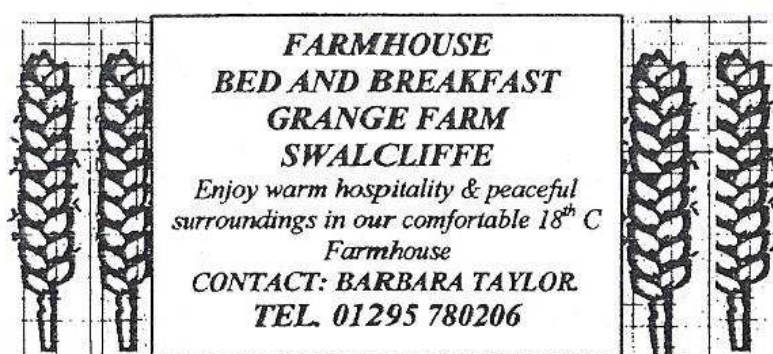 FARMHOUSE
BED AND BREAKFAST
GRANGE FARM
SWALCLIFFE
Enjoy warm hospitality & peaceful
surroundings in our comfortable 18th C
Farmhouse
CONTACT: BARBARA TAYLOR
TEL. 01295 780206